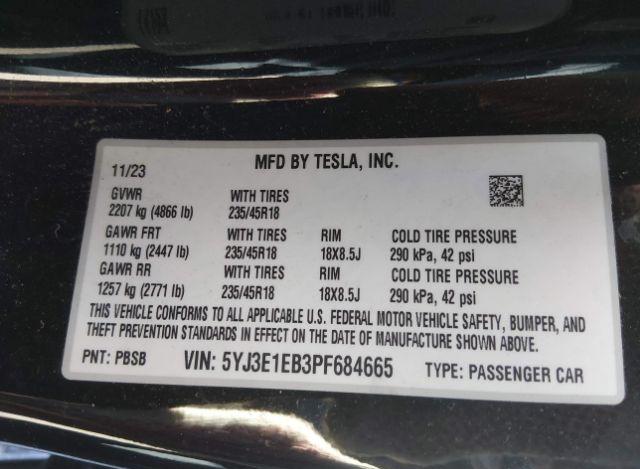 MFD BY TESLA, INC.
11/23
GVWR WITH TIRES
2207 kg (4866 lb) 235/45R18
GAWR FRT WITH TIRES RIM COLD TIRE PRESSURE
1110 kg (2447 lb) 235/45R18 18X8.5J 290 kPa, 42 psi
GAWR RR WITH TIRES RIM COLD TIRE PRESSURE
1257 kg (2771 lb) 235/45R18 18X8.5J 290 kPa, 42 psi
THIS VEHICLE CONFORMS TO ALL APPLICABLE U.S. FEDERAL MOTOR VEHICLE SAFETY, BUMPER, AND
THEFT PREVENTION STANDARDS IN EFFECT ON THE DATE OF MANUFACTURE SHOWN ABOVE.
PNT: PBSB VIN: 5YJ3E1EB3PF684665 TYPE: PASSENGER CAR